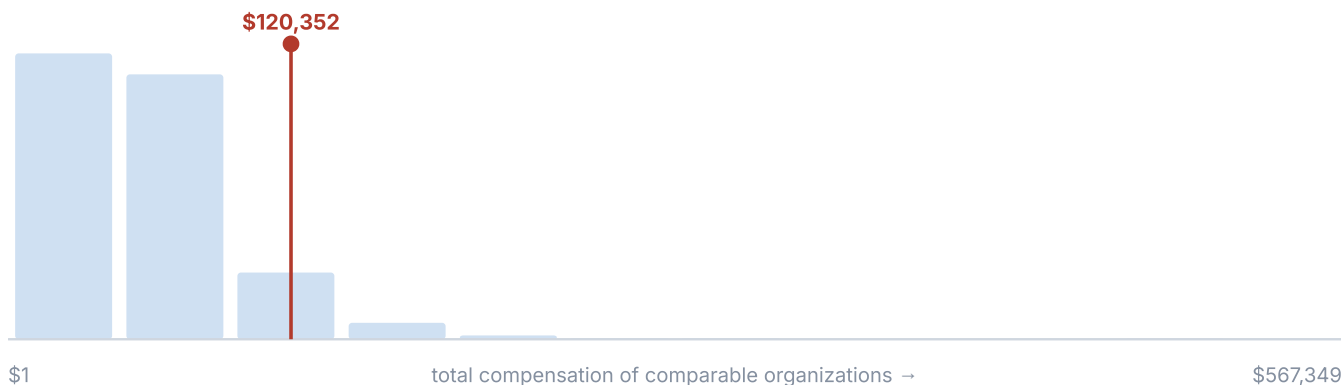 $120,352
$1
total compensation of comparable organizations →
$567,349